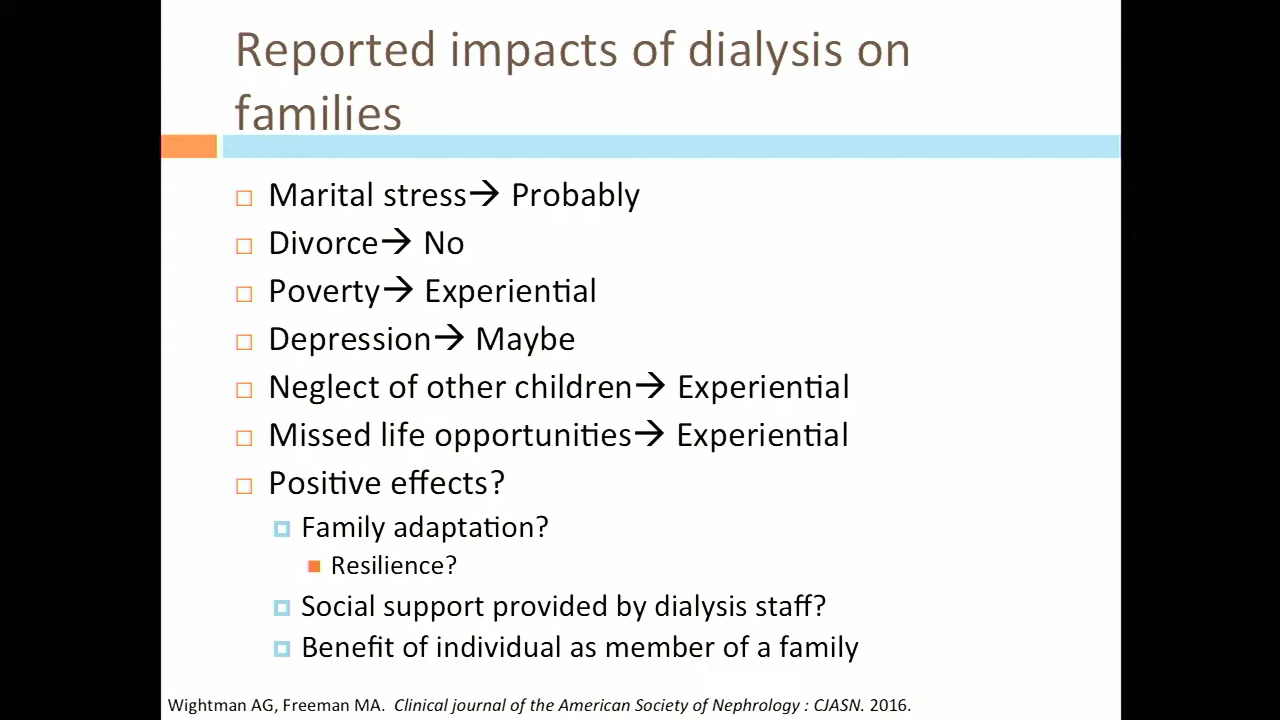 Reported impacts of dialysis on
families
Marital stress→ Probably
Divorce→ No
Poverty→ Experiential
Depression→ Maybe
Neglect of other children→ Experiential
Missed life opportunities→ Experiential
Positive effects?
Family adaptation?
Resilience?
Social support provided by dialysis staff?
Benefit of individual as member of a family
Wightman AG, Freeman MA. Clinical journal of the American Society of Nephrology : CJASN. 2016.